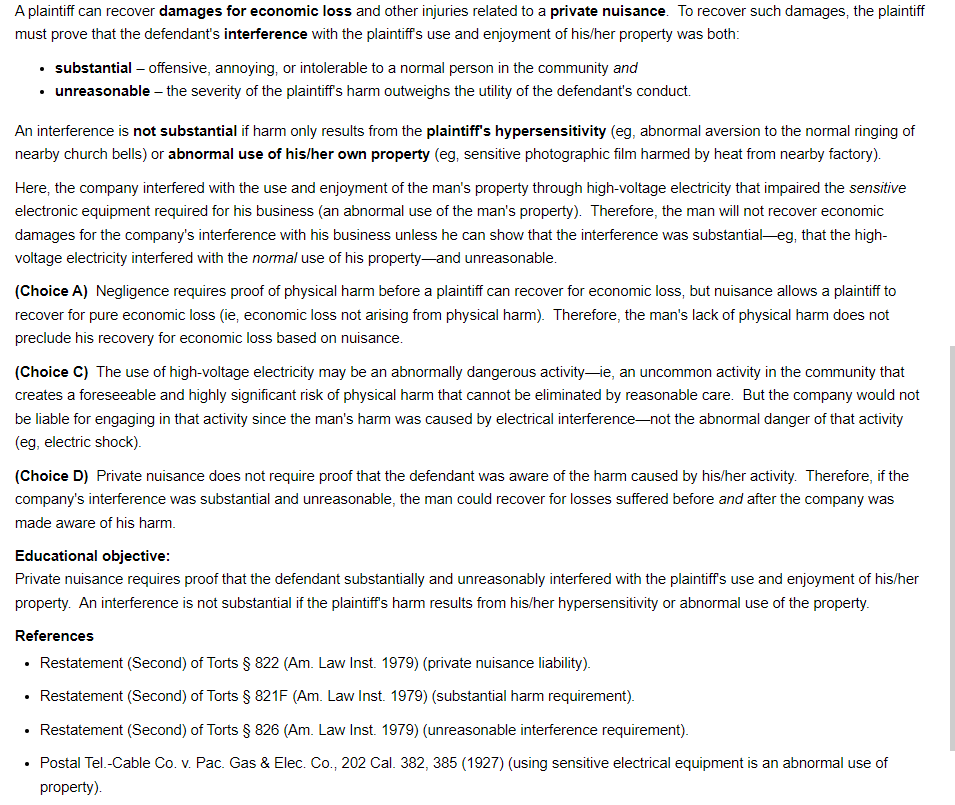 A plaintiff can recover damages for economic loss and other injuries related to a private nuisance. To recover such damages, the plaintiff
must prove that the defendant's interference with the plaintiff's use and enjoyment of his/her property was both:
• substantial – offensive, annoying, or intolerable to a normal person in the community and
• unreasonable – the severity of the plaintiff's harm outweighs the utility of the defendant's conduct.
An interference is not substantial if harm only results from the plaintiff's hypersensitivity (eg, abnormal aversion to the normal ringing of
nearby church bells) or abnormal use of his/her own property (eg, sensitive photographic film harmed by heat from nearby factory).
Here, the company interfered with the use and enjoyment of the man's property through high-voltage electricity that impaired the sensitive
electronic equipment required for his business (an abnormal use of the man's property). Therefore, the man will not recover economic
damages for the company's interference with his business unless he can show that the interference was substantial—eg, that the high-
voltage electricity interfered with the normal use of his property—and unreasonable.
(Choice A) Negligence requires proof of physical harm before a plaintiff can recover for economic loss, but nuisance allows a plaintiff to
recover for pure economic loss (ie, economic loss not arising from physical harm). Therefore, the man's lack of physical harm does not
preclude his recovery for economic loss based on nuisance.
(Choice C) The use of high-voltage electricity may be an abnormally dangerous activity—ie, an uncommon activity in the community that
creates a foreseeable and highly significant risk of physical harm that cannot be eliminated by reasonable care. But the company would not
be liable for engaging in that activity since the man's harm was caused by electrical interference—not the abnormal danger of that activity
(eg, electric shock).
(Choice D) Private nuisance does not require proof that the defendant was aware of the harm caused by his/her activity. Therefore, if the
company's interference was substantial and unreasonable, the man could recover for losses suffered before and after the company was
made aware of his harm.
Educational objective:
Private nuisance requires proof that the defendant substantially and unreasonably interfered with the plaintiff's use and enjoyment of his/her
property. An interference is not substantial if the plaintiff's harm results from his/her hypersensitivity or abnormal use of the property.
References
• Restatement (Second) of Torts § 822 (Am. Law Inst. 1979) (private nuisance liability).
• Restatement (Second) of Torts § 821F (Am. Law Inst. 1979) (substantial harm requirement).
• Restatement (Second) of Torts § 826 (Am. Law Inst. 1979) (unreasonable interference requirement).
• Postal Tel.-Cable Co. v. Pac. Gas & Elec. Co., 202 Cal. 382, 385 (1927) (using sensitive electrical equipment is an abnormal use of
property).